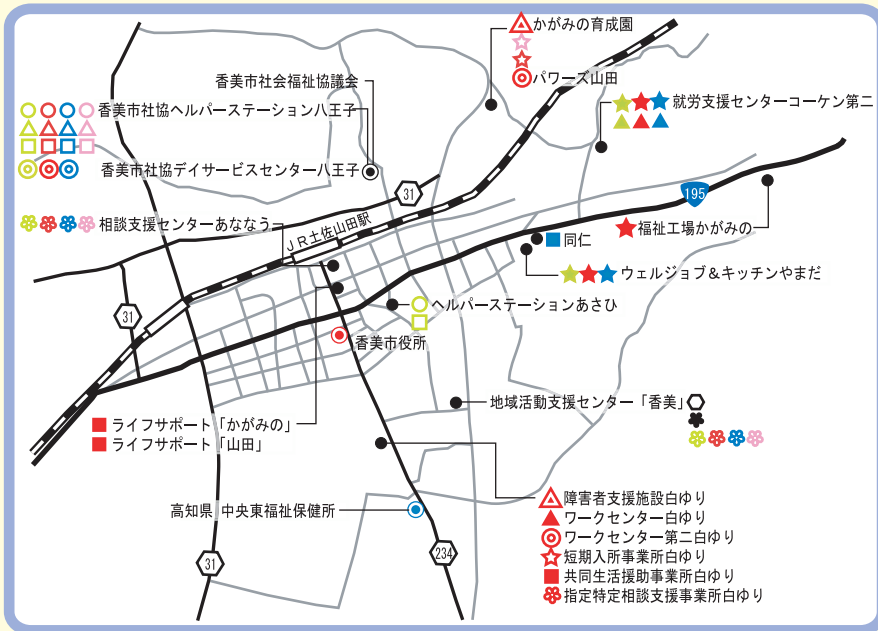 かがみの育成園
パワーズ山田
香美市社会福祉協議会
就労支援センターコーケン第二
香美市社協ヘルパーステーション八王子
香美市社協デイサービスセンター八王子
31
195
相談支援センターあななう
JR土佐山田駅
福祉工場かがみの
同仁
ウェルジョブ&キッチンやまだ
31
ヘルパーステーションあさひ
香美市役所
地域活動支援センター「香美」
ライフサポート「かがみの」
ライフサポート「山田」
障害者支援施設白ゆり
高知県 中央東福祉保健所
ワークセンター白ゆり
ワークセンター第二白ゆり
短期入所事業所白ゆり
共同生活援助事業所白ゆり
指定特定相談支援事業所白ゆり
31
234